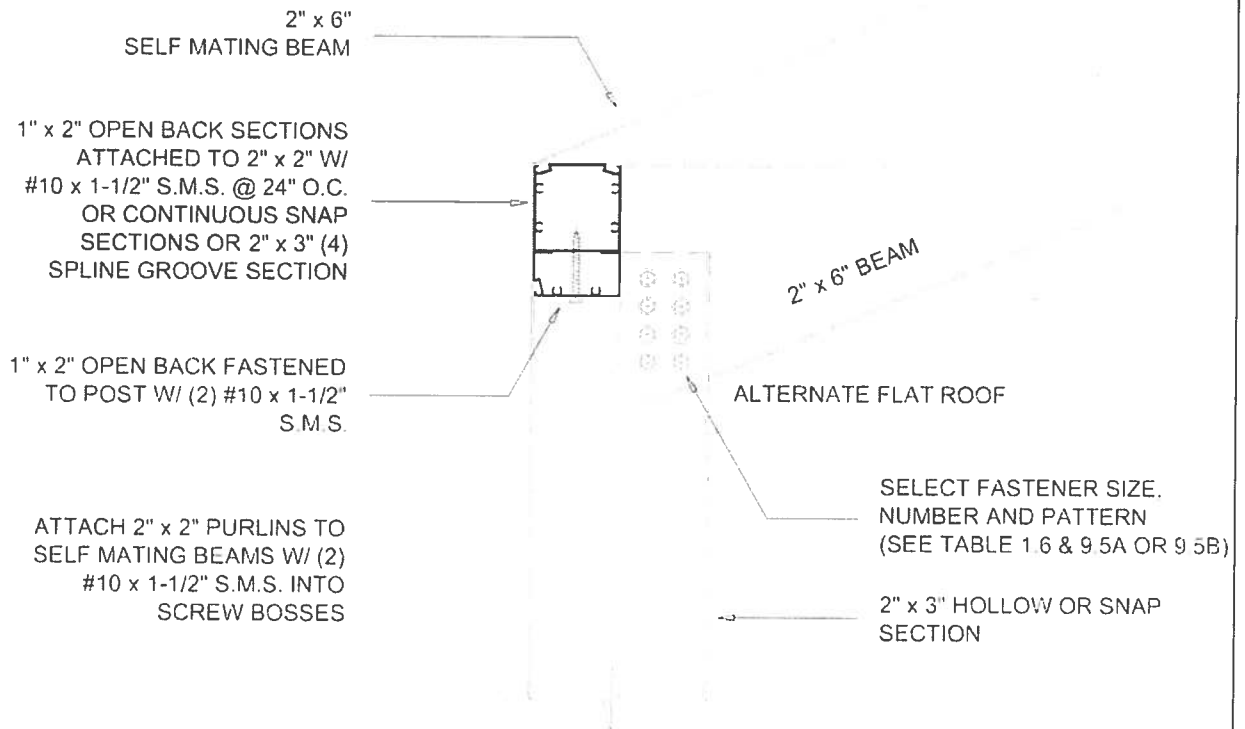 2" x 6"
SELF MATING BEAM
1" x 2" OPEN BACK SECTIONS
ATTACHED TO 2" x 2" W/
#10 x 1-1/2" S.M.S. @ 24" O.C.
OR CONTINUOUS SNAP
SECTIONS OR 2" x 3" (4)
SPLINE GROOVE SECTION
1" x 2" OPEN BACK FASTENED
TO POST W/ (2) #10 x 1-1/2"
S.M.S.
ATTACH 2" x 2" PURLINS TO
SELF MATING BEAMS W/ (2)
#10 x 1-1/2" S.M.S. INTO
SCREW BOSSES
2" x 6" BEAM
ALTERNATE FLAT ROOF
SELECT FASTENER SIZE.
NUMBER AND PATTERN
(SEE TABLE 1.6 & 9.5A OR 9.5B)
2" x 3" HOLLOW OR SNAP
SECTION